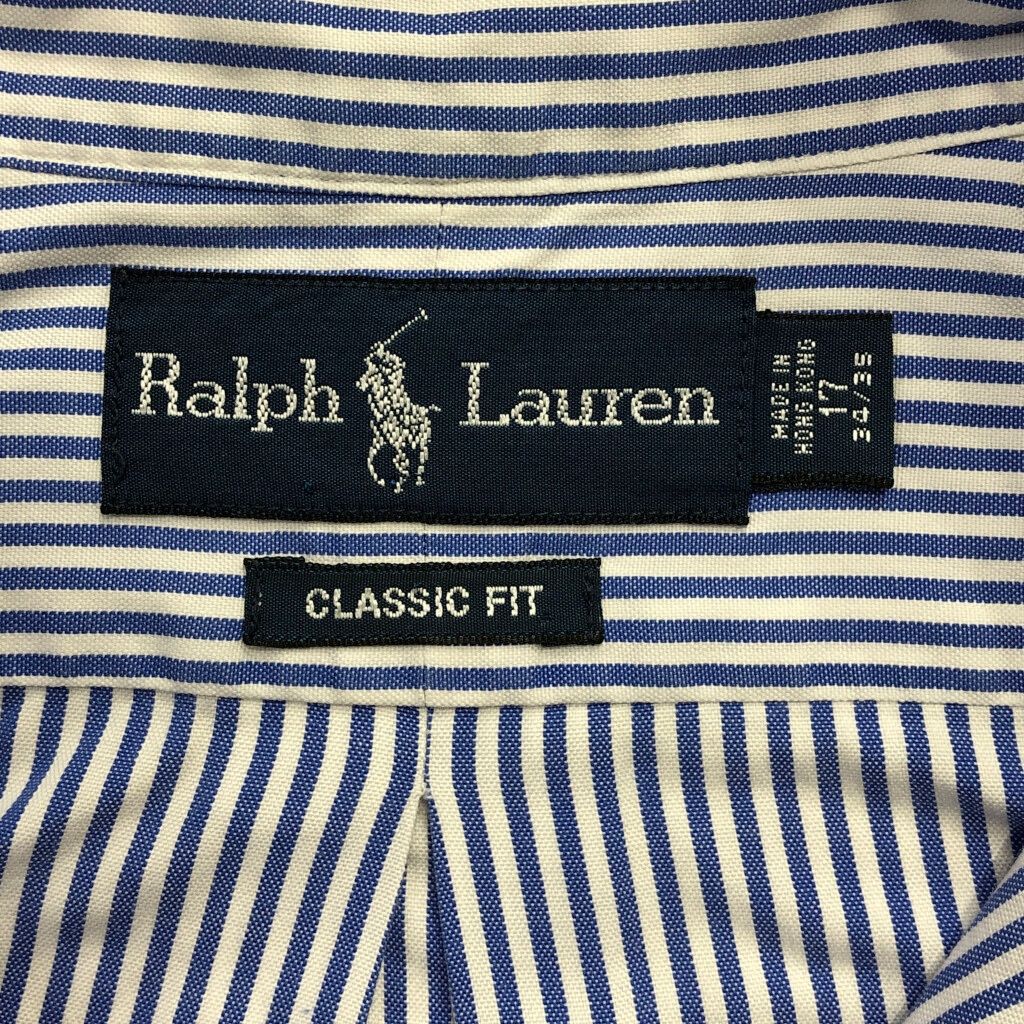 Ralph Lauren
MADE IN
HONG KONG
17
34/35
CLASSIC FIT